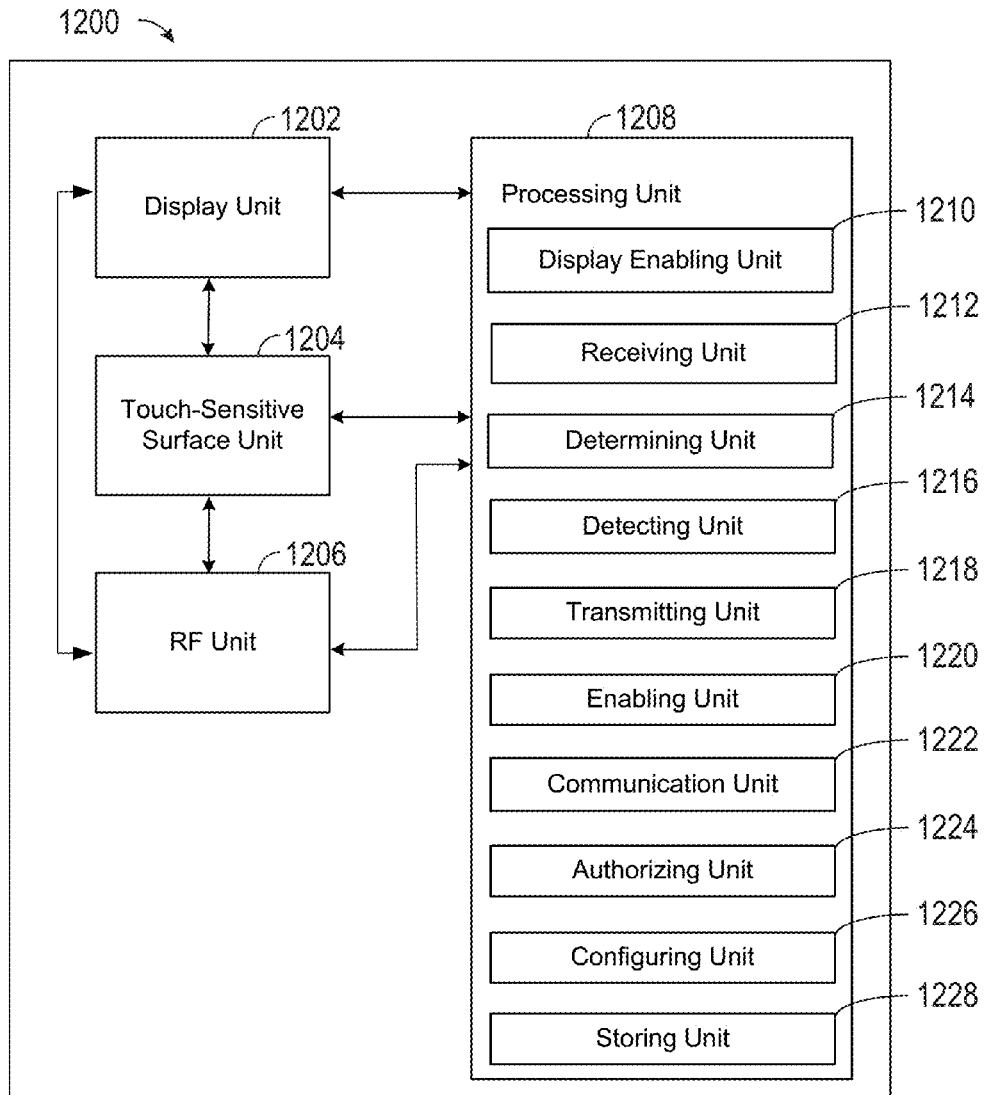 1200
1202
Display Unit
1204
Touch-Sensitive
Surface Unit
1206
RF Unit
1208
Processing Unit
1210
Display Enabling Unit
1212
Receiving Unit
1214
Determining Unit
1216
Detecting Unit
1218
Transmitting Unit
1220
Enabling Unit
1222
Communication Unit
1224
Authorizing Unit
1226
Configuring Unit
1228
Storing Unit